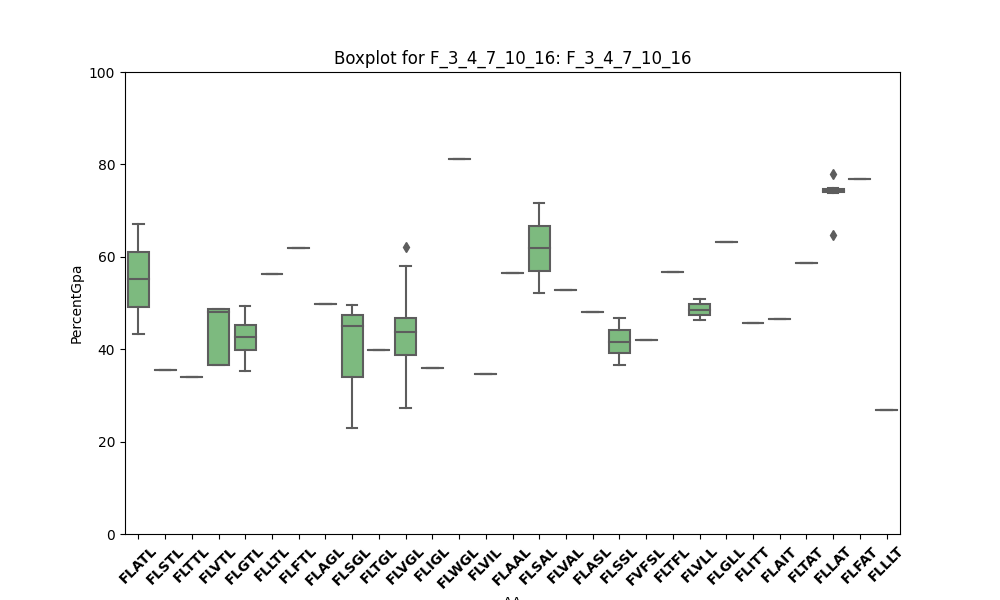 Boxplot for F_3_4_7_10_16: F_3_4_7_10_16
PercentGpa
100
80
60
40
20
0
FLATL
FLSTL
FLTTL
FLVTL
FLGTL
FLLTL
FLFTL
FLAGL
FLSGL
FLTGL
FLVGL
FLIGL
FLWGL
FLVIL
FLAAL
FLSAL
FLVAL
FLASL
FLSSL
FVFSL
FLTFL
FLVLL
FLGLL
FLITT
FLAIT
FLTAT
FLLAT
FLFAT
FLLLT